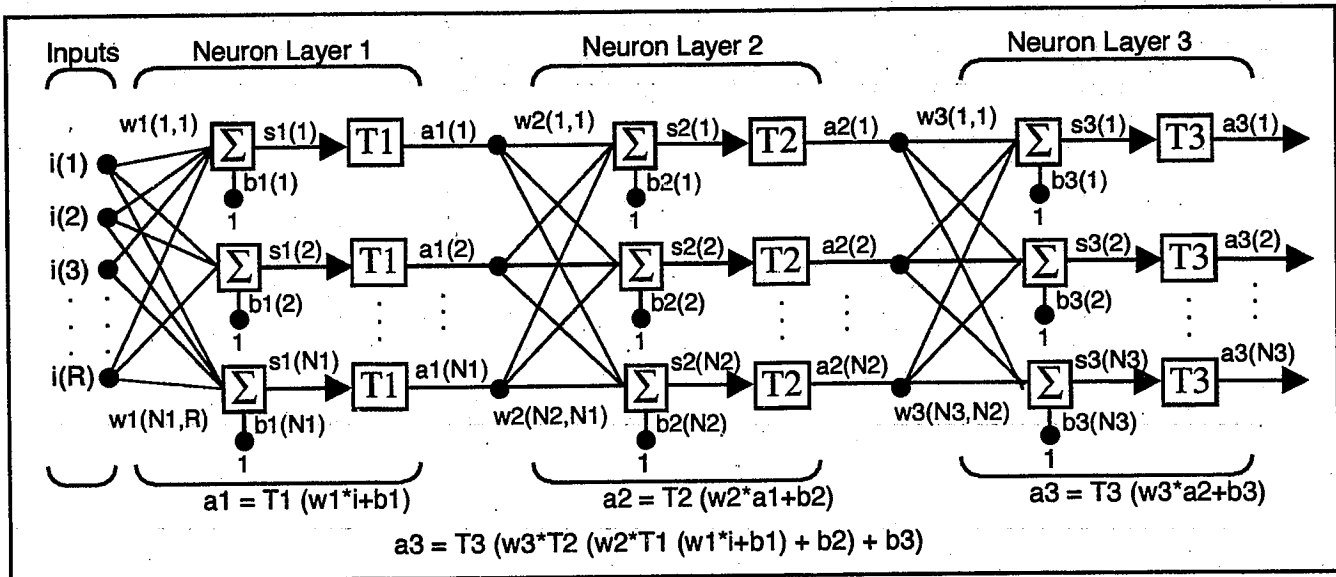 Inputs Neuron Layer 1 Neuron Layer 2 Neuron Layer 3
w1(1,1) Σ s1(1) T1 a1(1) w2(1,1) Σ s2(1) T2 a2(1) w3(1,1) Σ s3(1) T3 a3(1)
i(1) b1(1) b2(1) b3(1)
i(2) 1 1 1
i(3) Σ s1(2) T1 a1(2) Σ s2(2) T2 a2(2) Σ s3(2) T3 a3(2)
b1(2) b2(2) b3(2)
1 1 1
i(R) Σ s1(N1) T1 a1(N1) Σ s2(N2) T2 a2(N2) Σ s3(N3) T3 a3(N3)
w1(N1,R) b1(N1) w2(N2,N1) b2(N2) w3(N3,N2) b3(N3)
1 1 1
a1 = T1 (w1*i+b1) a2 = T2 (w2*a1+b2) a3 = T3 (w3*a2+b3)
a3 = T3 (w3*T2 (w2*T1 (w1*i+b1) + b2) + b3)